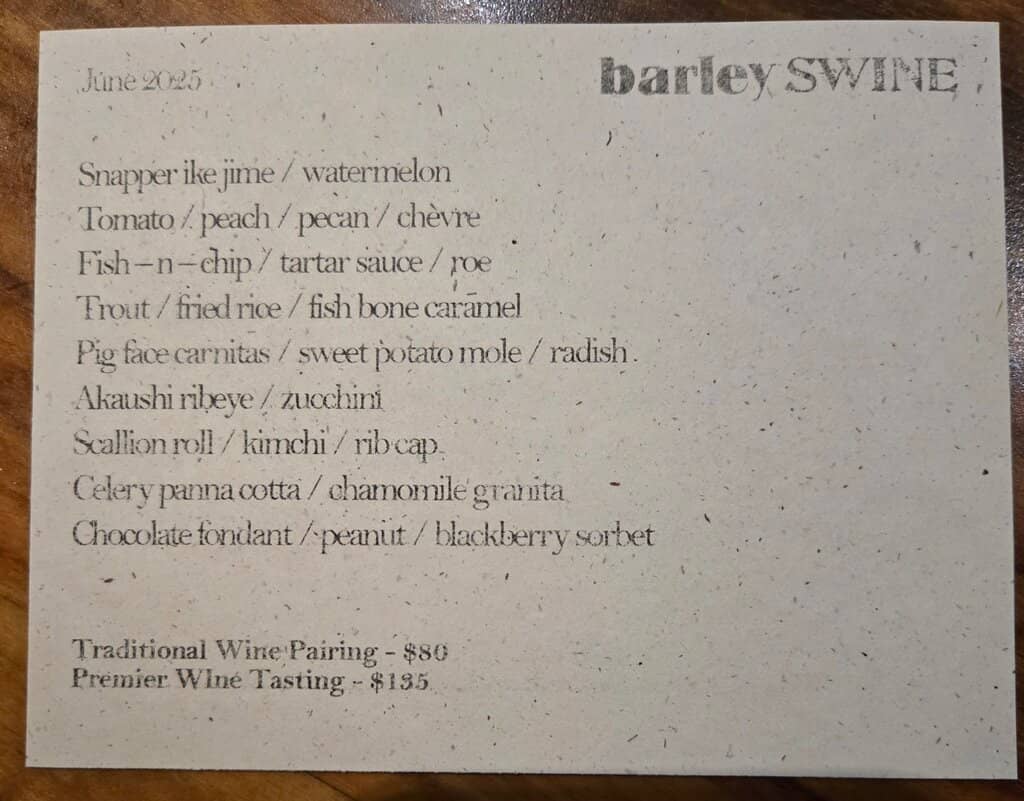 June 2025
barley SWINE
Snapper ike jime / watermelon
Tomato / peach / pecan / chèvre
Fish-n-chip / tartar sauce / roe
Trout / fried rice / fish bone caramel
Pig face carnitas / sweet potato mole / radish
Akaushi ribeye / zucchini
Scallion roll / kimchi / rib cap
Celery panna cotta / chamomile granita
Chocolate fondant / peanut / blackberry sorbet
Traditional Wine Pairing - $80
Premier WIne Tasting - $135